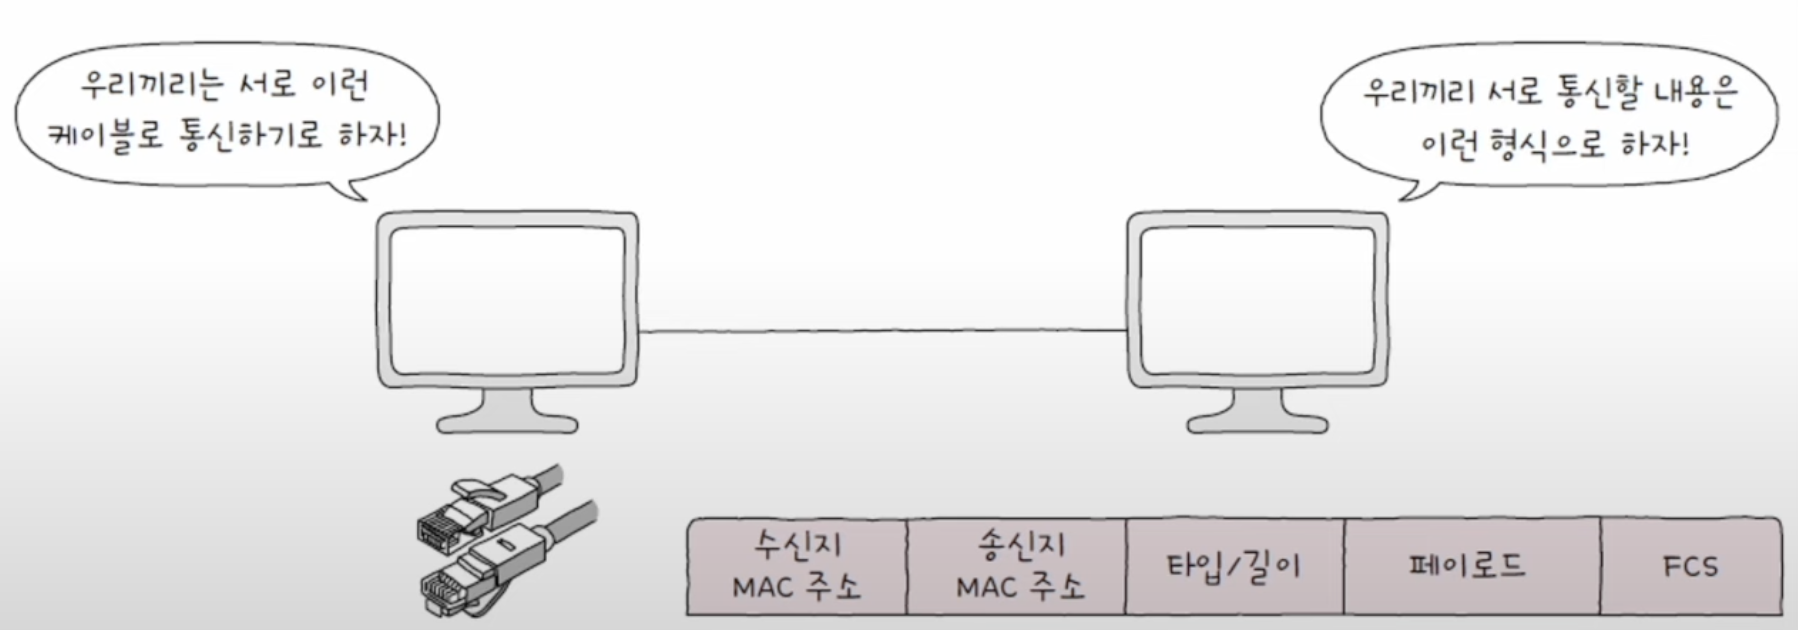 우리끼리는 서로 이런
케이블로 통신하기로 하자!
우리끼리 서로 통신할 내용은
이런 형식으로 하자!
수신지
MAC 주소
송신지
MAC 주소
타입/길이
페이로드
FCS